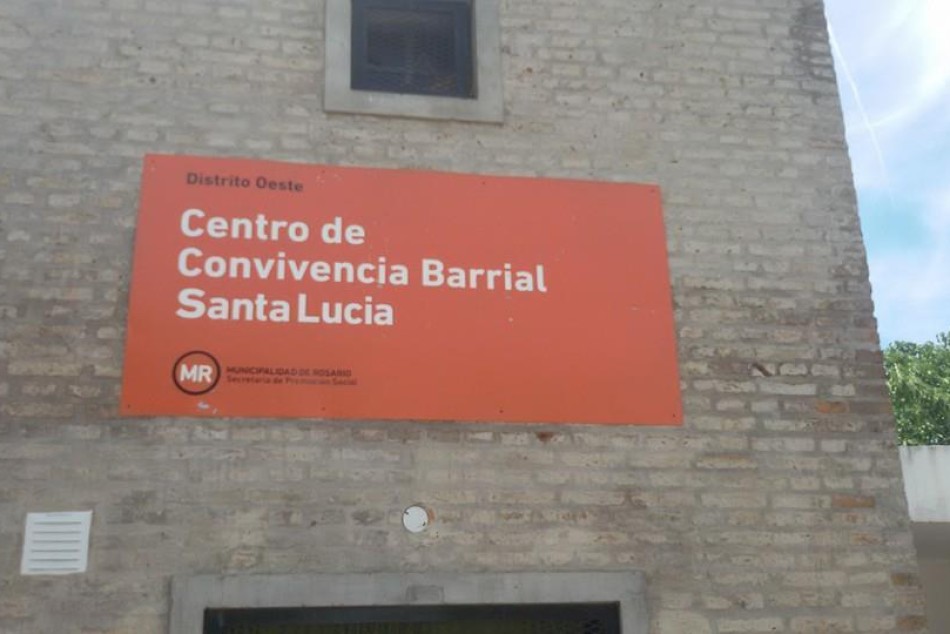 Distrito Oeste
Centro de
Convivencia Barrial
Santa Lucia
MR
MUNICIPALIDAD DE ROSARIO
Secretaría de Promoción Social